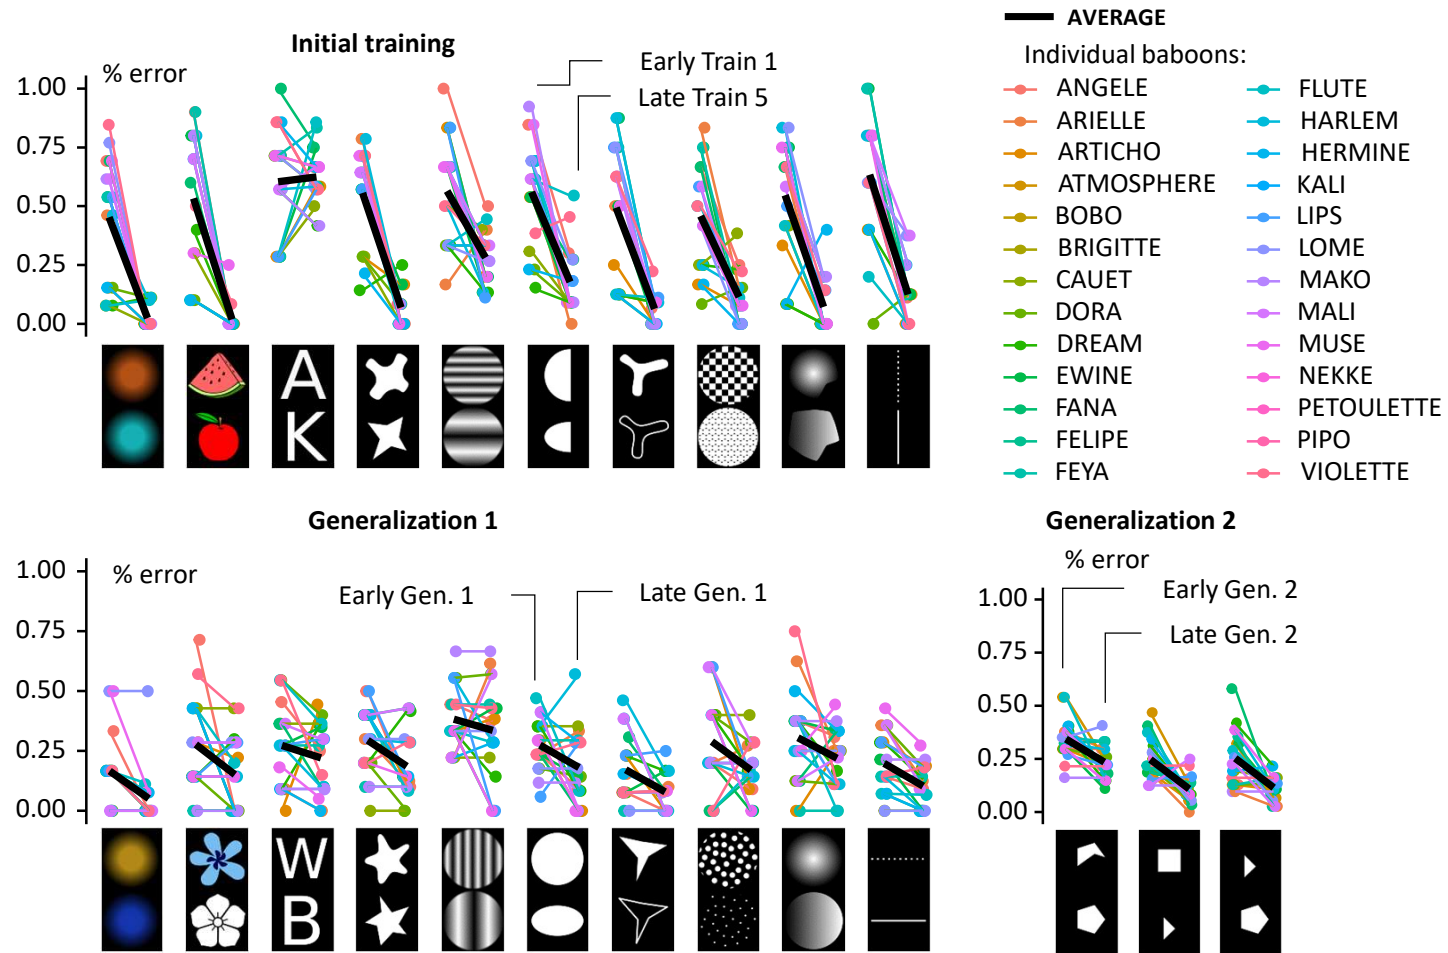 AVERAGE
Initial training
Individual baboons:
% error
Early Train 1
Late Train 5
1.00
0.75
0.50
0.25
0.00
A
K
ANGELE
ARIELLE
ARTICHO
ATMOSPHERE
BOBO
BRIGITTE
CAUET
DORA
DREAM
EWINE
FANA
FELIPE
FEYA
FLUTE
HARLEM
HERMINE
KALI
LIPS
LOME
MAKO
MALI
MUSE
NEKKE
PETOULETTE
PIPO
VIOLETTE
Generalization 1
% error
Early Gen. 1
Late Gen. 1
1.00
0.75
0.50
0.25
0.00
W
B
Generalization 2
% error
Early Gen. 2
Late Gen. 2
1.00
0.75
0.50
0.25
0.00